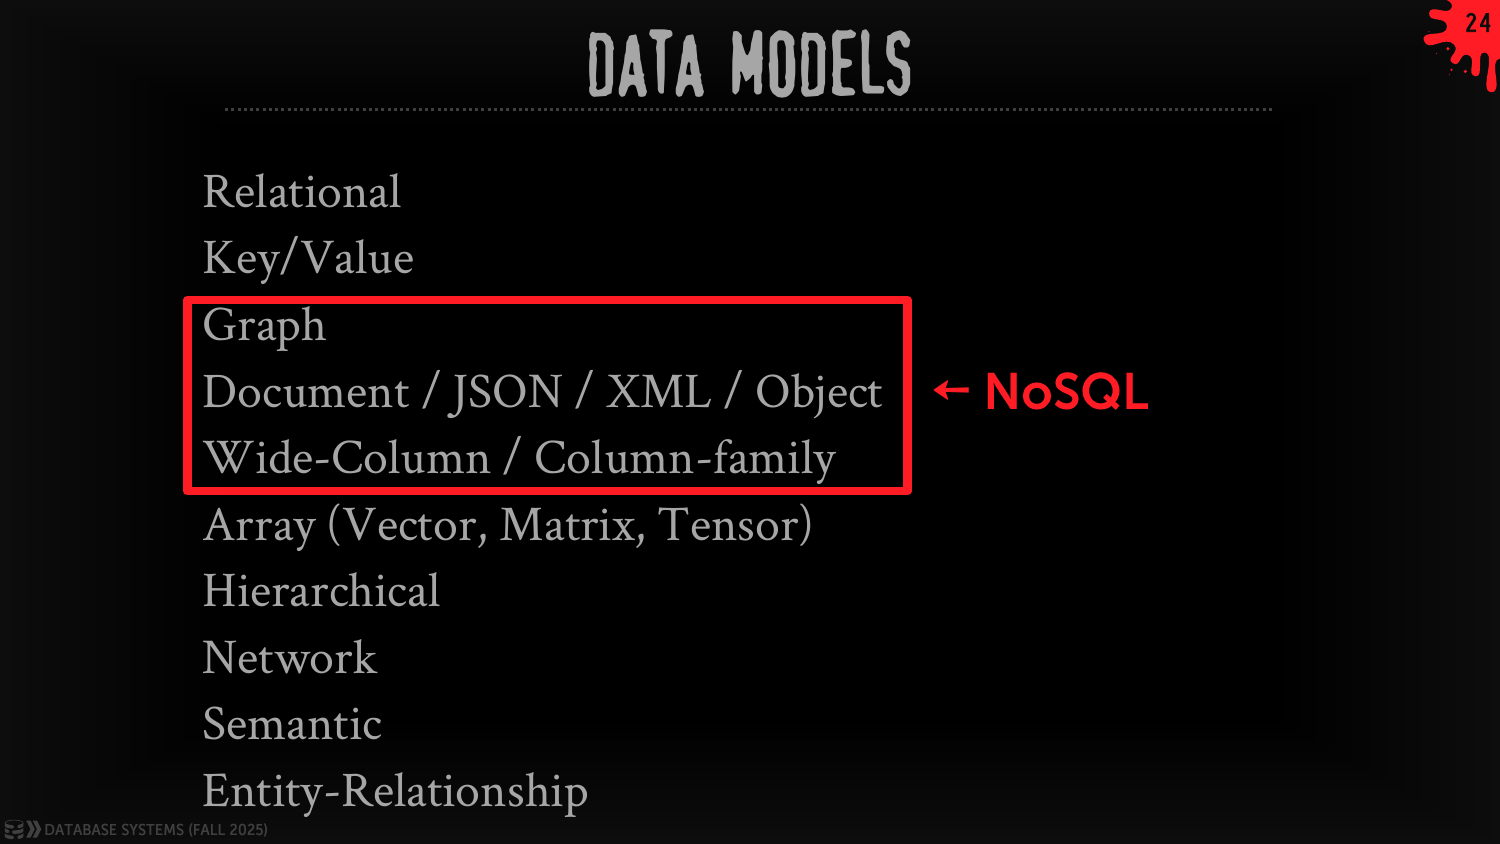 DATA MODELS
24
Relational
Key/Value
Graph
Document / JSON / XML / Object
← NoSQL
Wide-Column / Column-family
Array (Vector, Matrix, Tensor)
Hierarchical
Network
Semantic
Entity-Relationship
DATABASE SYSTEMS (FALL 2025)